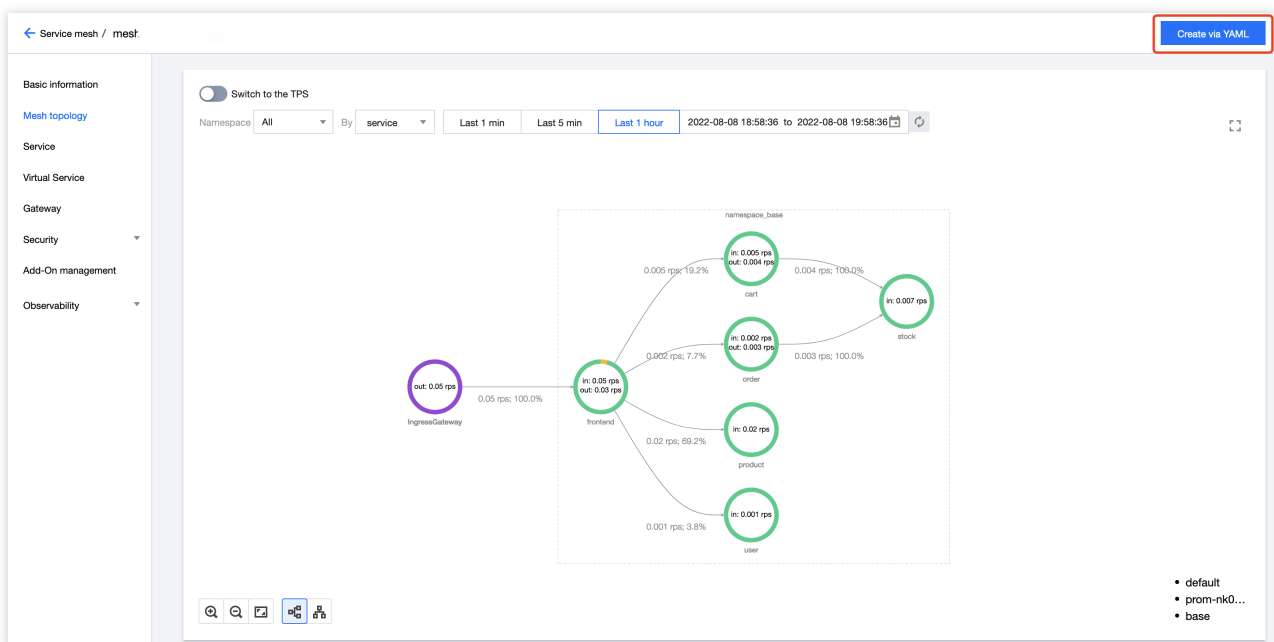 Service mesh / mesh
Create via YAML
Basic information
Mesh topology
Service
Virtual Service
Gateway
Security
Add-On management
Observability
Switch to the TPS
Namespace All By service Last 1 min Last 5 min Last 1 hour 2022-08-08 18:58:36 to 2022-08-08 19:58:36
namespace_base
in: 0.005 rps
out: 0.004 rps
cart
0.005 rps; 19.2%
0.004 rps; 100.0%
in: 0.007 rps
stock
in: 0.002 rps
out: 0.003 rps
order
0.002 rps; 7.7%
0.003 rps; 100.0%
out: 0.05 rps
IngressGateway
0.05 rps; 100.0%
in: 0.05 rps
out: 0.03 rps
frontend
in: 0.02 rps
product
0.02 rps; 69.2%
in: 0.001 rps
user
0.001 rps; 3.8%
default
prom-nk0...
base